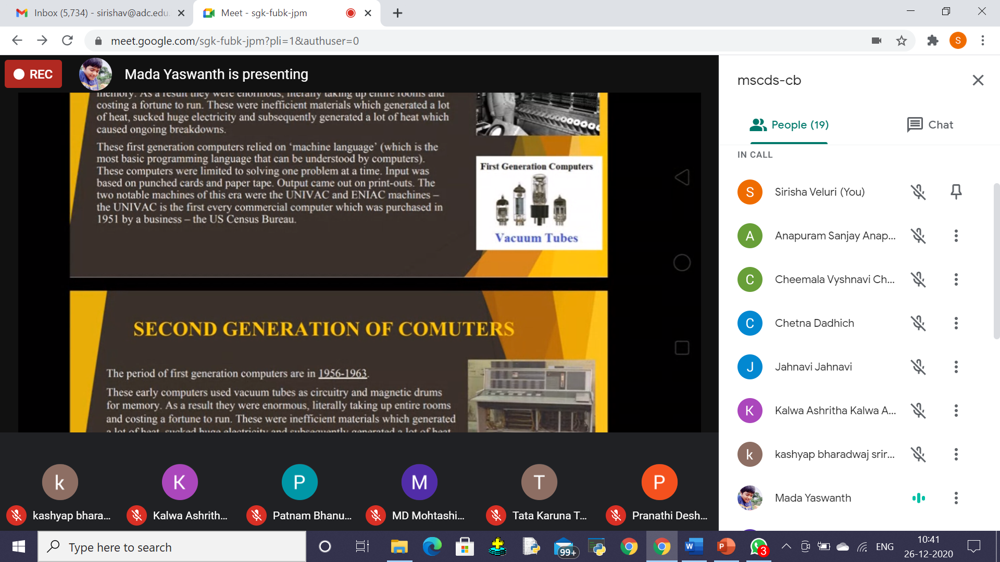 Inbox (5,734) - sirishav@adc.edu.
Meet - sgk-fubk-jpm
meet.google.com/sgk-fubk-jpm?pli=1&authuser=0
S
REC
Mada Yaswanth is presenting
memory. As a result they were enormous, literally taking up entire rooms and
costing a fortune to run. These were inefficient materials which generated a lot
of heat, sucked huge electricity and subsequently generated a lot of heat which
caused ongoing breakdowns.
These first generation computers relied on ‘machine language’ (which is the
most basic programming language that can be understood by computers).
These computers were limited to solving one problem at a time. Input was
based on punched cards and paper tape. Output came out on print-outs. The
two notable machines of this era were the UNIVAC and ENIAC machines –
the UNIVAC is the first every commercial computer which was purchased in
1951 by a business – the US Census Bureau.
First Generation Computers
Vacuum Tubes
SECOND GENERATION OF COMUTERS
The period of first generation computers are in 1956-1963.
These early computers used vacuum tubes as circuitry and magnetic drums
for memory. As a result they were enormous, literally taking up entire rooms
and costing a fortune to run. These were inefficient materials which generated
a lot of heat, sucked huge electricity and subsequently generated a lot of heat
k
kashyap bhara...
K
Kalwa Ashrith...
P
Patnam Bhanu...
M
MD Mohtashi...
T
Tata Karuna T...
P
Pranathi Desh...
mscds-cb
People (19)
Chat
IN CALL
S
Sirisha Veluri (You)
A
Anapuram Sanjay Anap...
C
Cheemala Vyshnavi Ch...
C
Chetna Dadhich
J
Jahnavi Jahnavi
K
Kalwa Ashritha Kalwa A...
k
kashyap bharadwaj srir...
Mada Yaswanth
Type here to search
99+
W
P
3
ENG
10:41
26-12-2020